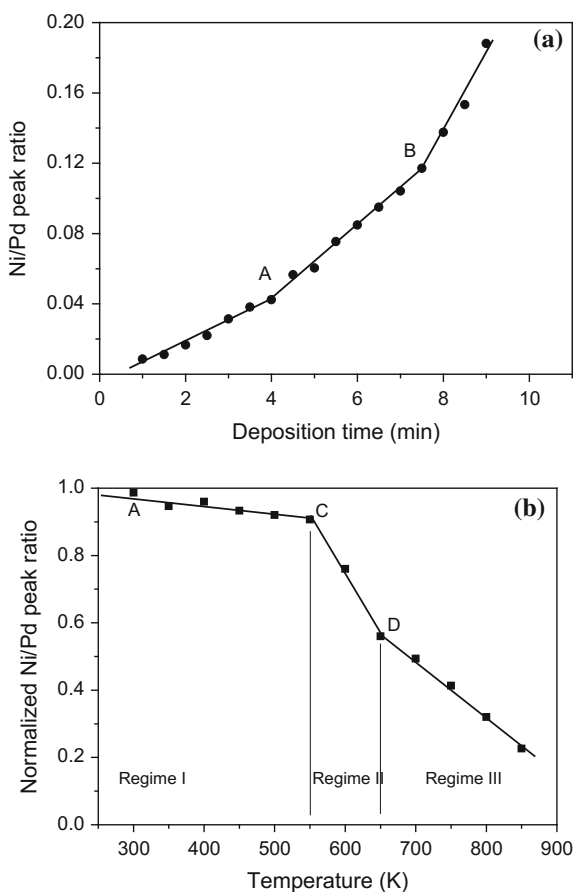 (a)
Ni/Pd peak ratio
0.20
0.16
0.12
0.08
0.04
0.00
A
B
0 2 4 6 8 10
Deposition time (min)
(b)
Normalized Ni/Pd peak ratio
1.0
0.8
0.6
0.4
0.2
0.0
A
C
D
Regime I
Regime II
Regime III
300 400 500 600 700 800 900
Temperature (K)